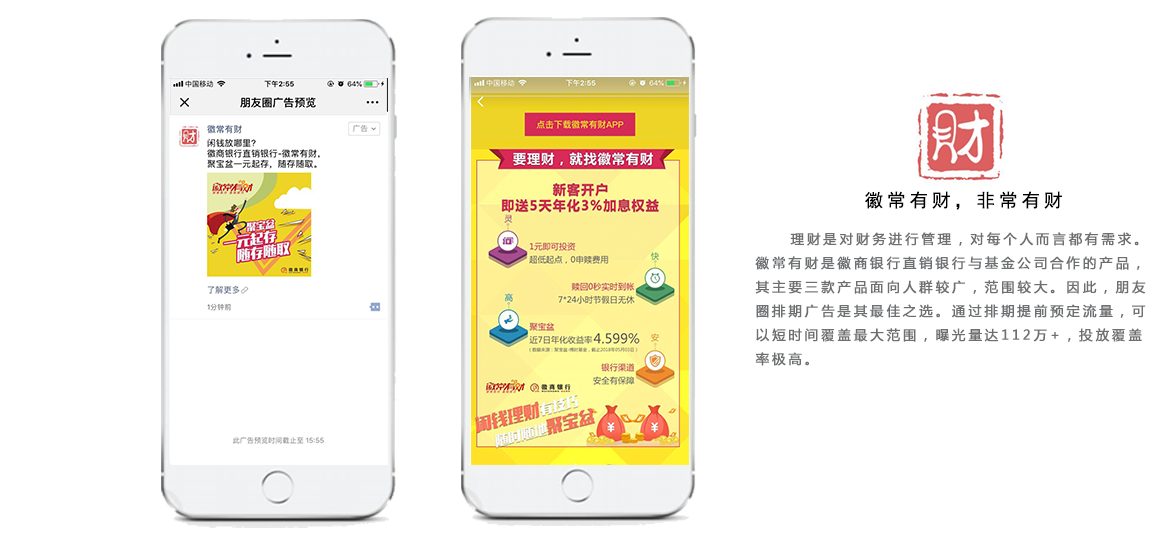 中国移动
下午2:55
64%
朋友圈广告预览
徽常有财
广告
闲钱放哪里?
徽商银行直销银行-徽常有财,
聚宝盆一元起存,随存随取。
徽常有财
聚宝盆
一元起存
随存随取
徽商银行
了解更多
1分钟前
此广告预览时间截止至 15:55
中国移动
下午2:55
64%
点击下载徽常有财APP
要理财,就找徽常有财
新客开户
即送5天年化3%加息权益
灵
1元即可投资
超低起点,0申赎费用
快
赎回0秒实时到帐
7*24小时节假日无休
高
聚宝盆
近7日年化收益率4.599%
安
银行渠道
安全有保障
徽常有财
徽商银行
HUISHANG BANK
闲钱理财有技巧
随时随地聚宝盆
財
徽常有财,非常有财
理财是对财务进行管理,对每个人而言都有需求。
徽常有财是徽商银行直销银行与基金公司合作的产品,
其主要三款产品面向人群较广,范围较大。因此,朋友
圈排期广告是其最佳之选。通过排期提前预定流量,可
以短时间覆盖最大范围,曝光量达112万+,投放覆盖
率极高。